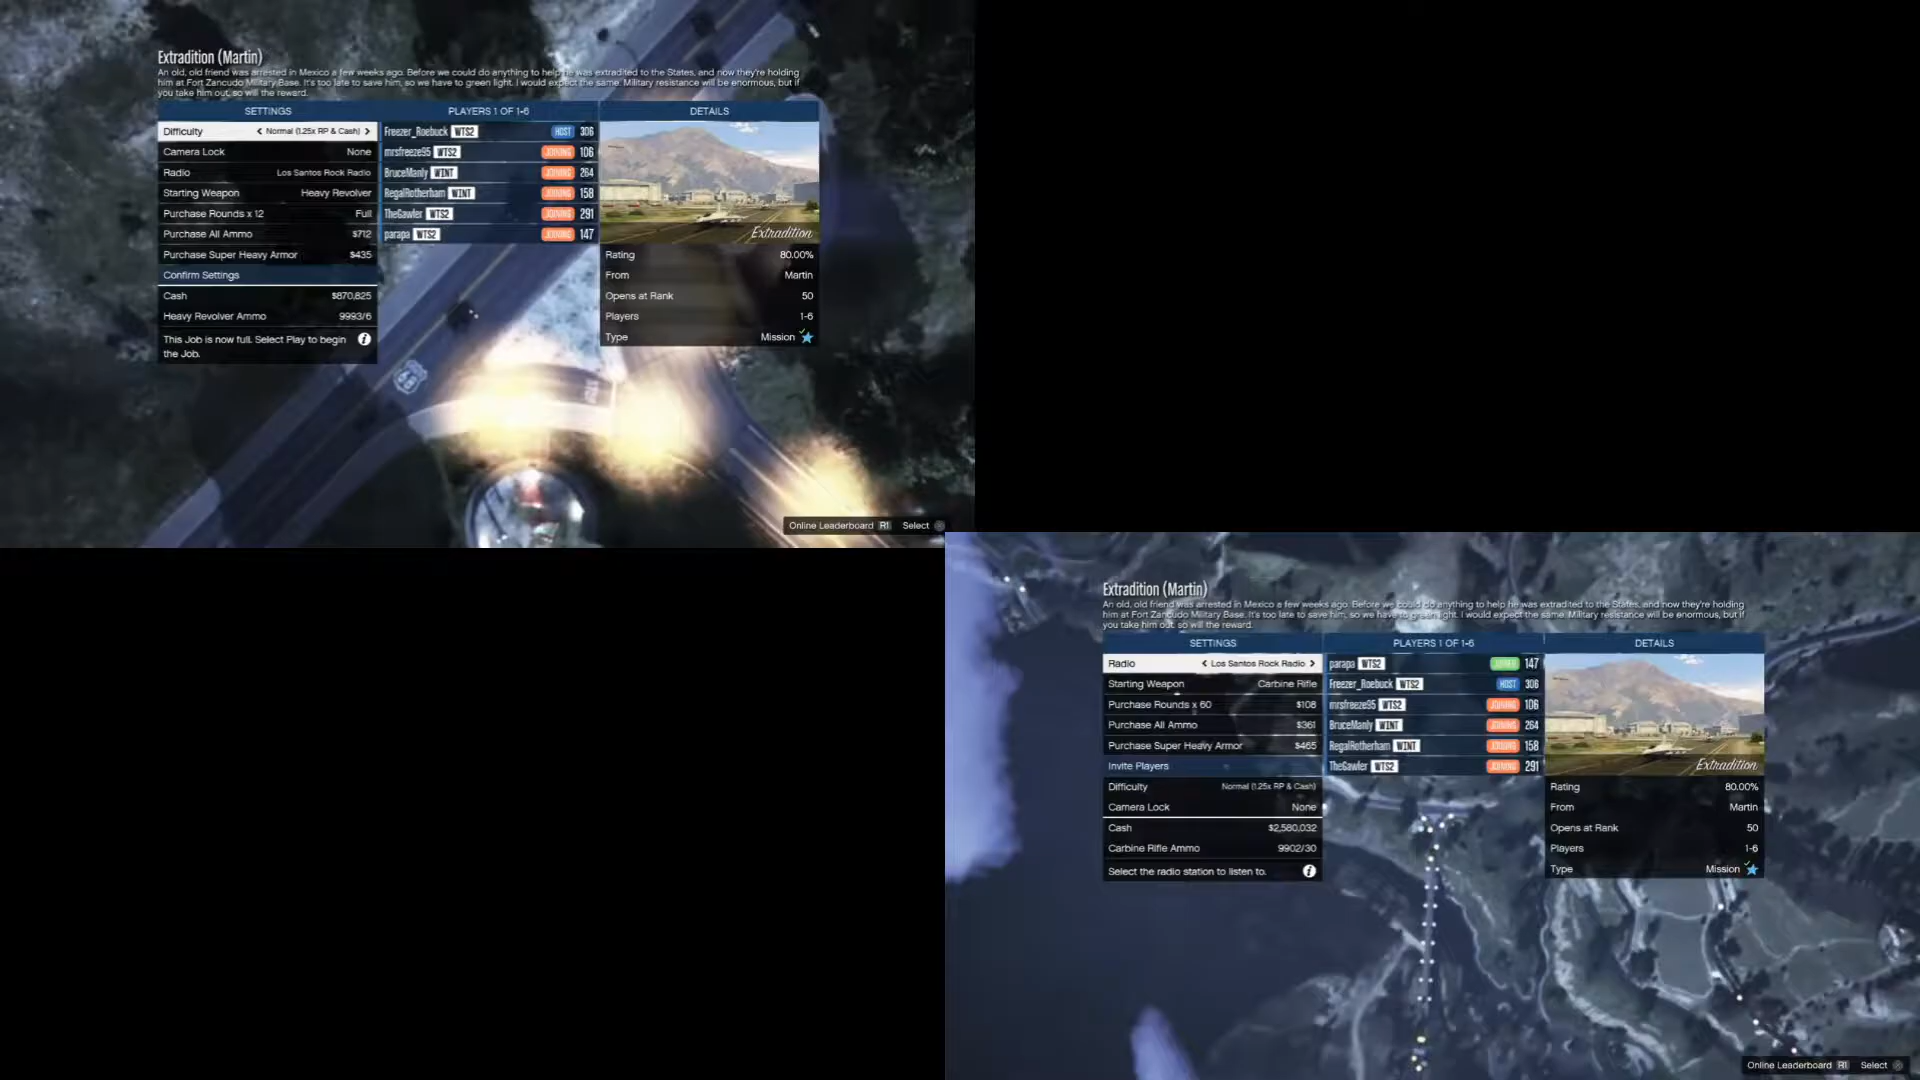 Extradition (Martin)
An old, old friend was arrested in Mexico a few weeks ago. Before we could do anything to help he was extradited to the States, and now they're holding
him at Fort Zancudo Military Base. It's too late to save him, so we have to green light. I would expect the same. Military resistance will be enormous, but if
you take him out, so will the reward.
SETTINGS
PLAYERS 1 OF 1-6
DETAILS
Difficulty
Normal (1.25x RP & Cash)
Camera Lock
None
Radio
Los Santos Rock Radio
Starting Weapon
Heavy Revolver
Purchase Rounds x 12
Full
Purchase All Ammo
$712
Purchase Super Heavy Armor
$435
Confirm Settings
Cash
$870,825
Heavy Revolver Ammo
9993/6
This Job is now full. Select Play to begin
the Job.
Freezer_Roebuck WTS2 HOST 306
mrsfreeze95 WTS2 JOINING 106
BruceManly WINT JOINING 264
RegalRotherham WINT JOINING 158
TheGawler WTS2 JOINING 291
parapa WTS2 JOINING 147
Extradition
Rating
80.00%
From
Martin
Opens at Rank
50
Players
1-6
Type
Mission
68
Online Leaderboard R1 Select
Extradition (Martin)
An old, old friend was arrested in Mexico a few weeks ago. Before we could do anything to help he was extradited to the States, and now they're holding
him at Fort Zancudo Military Base. It's too late to save him, so we have to green light. I would expect the same. Military resistance will be enormous, but if
you take him out, so will the reward.
SETTINGS
PLAYERS 1 OF 1-6
DETAILS
Radio
Los Santos Rock Radio
Starting Weapon
Carbine Rifle
Purchase Rounds x 60
$108
Purchase All Ammo
$361
Purchase Super Heavy Armor
$465
Invite Players
Difficulty
Normal (1.25x RP & Cash)
Camera Lock
None
Cash
$2,580,032
Carbine Rifle Ammo
9902/30
Select the radio station to listen to.
parapa WTS2 JOINED 147
Freezer_Roebuck WTS2 HOST 306
mrsfreeze95 WTS2 JOINING 106
BruceManly WINT JOINING 264
RegalRotherham WINT JOINING 158
TheGawler WTS2 JOINING 291
Extradition
Rating
80.00%
From
Martin
Opens at Rank
50
Players
1-6
Type
Mission
Online Leaderboard R1 Select